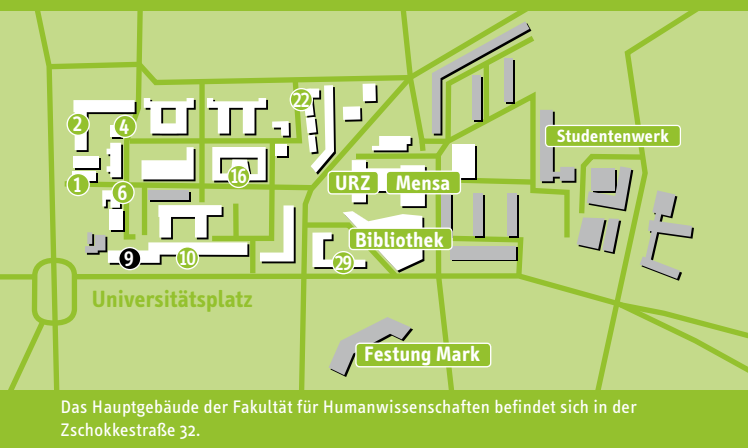 22
2
4
Studentenwerk
16
URZ
Mensa
1
6
Bibliothek
9
10
29
Universitätsplatz
Festung Mark
Das Hauptgebäude der Fakultät für Humanwissenschaften befindet sich in der
Zschokkestraße 32.